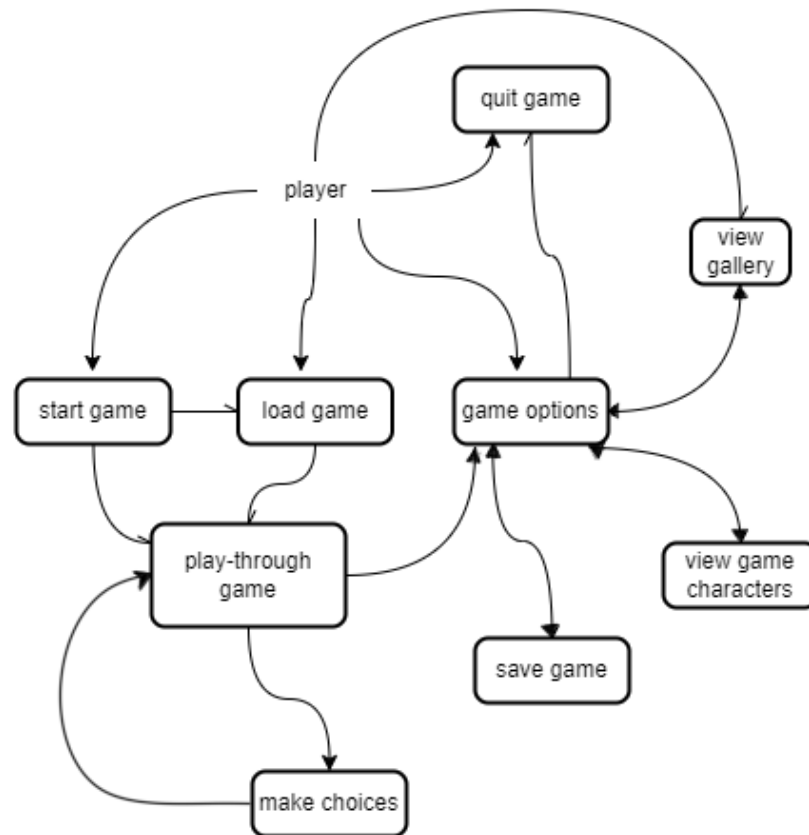 quit game
player
view
gallery
start game
load game
game options
play-through
game
view game
characters
save game
make choices